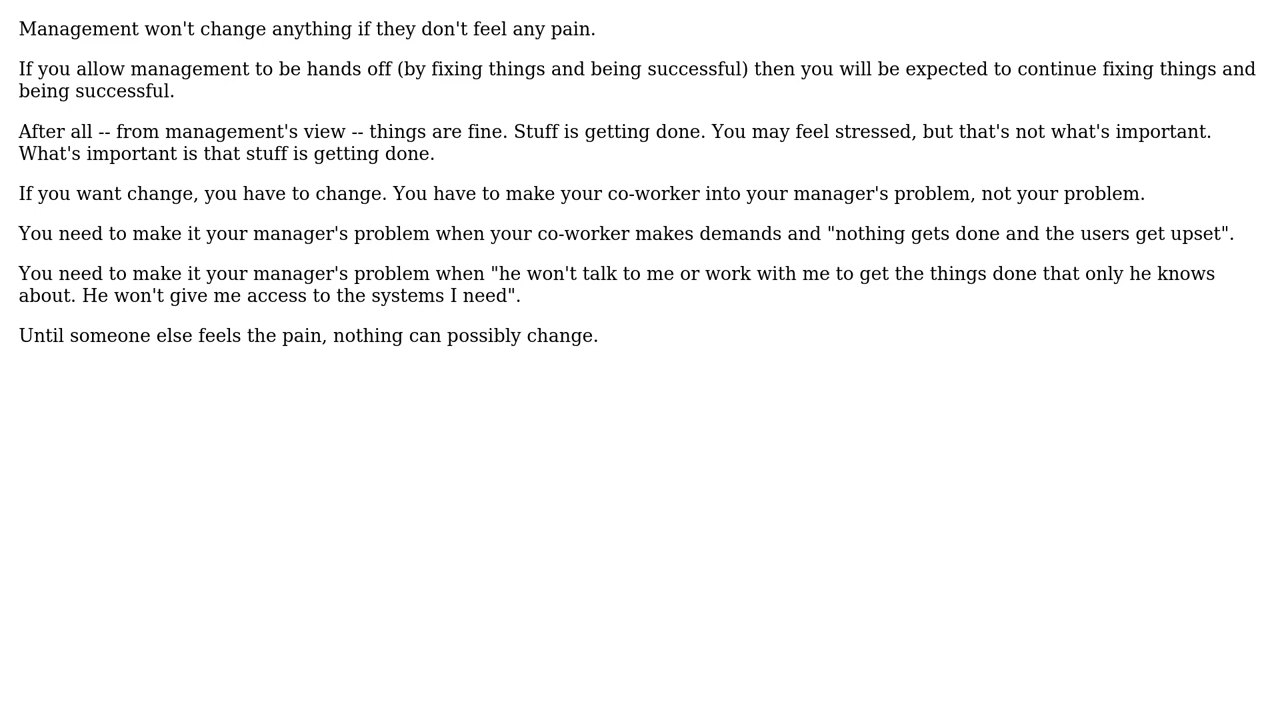 Management won't change anything if they don't feel any pain.
If you allow management to be hands off (by fixing things and being successful) then you will be expected to continue fixing things and
being successful.
After all -- from management's view -- things are fine. Stuff is getting done. You may feel stressed, but that's not what's important.
What's important is that stuff is getting done.
If you want change, you have to change. You have to make your co-worker into your manager's problem, not your problem.
You need to make it your manager's problem when your co-worker makes demands and "nothing gets done and the users get upset".
You need to make it your manager's problem when "he won't talk to me or work with me to get the things done that only he knows
about. He won't give me access to the systems I need".
Until someone else feels the pain, nothing can possibly change.